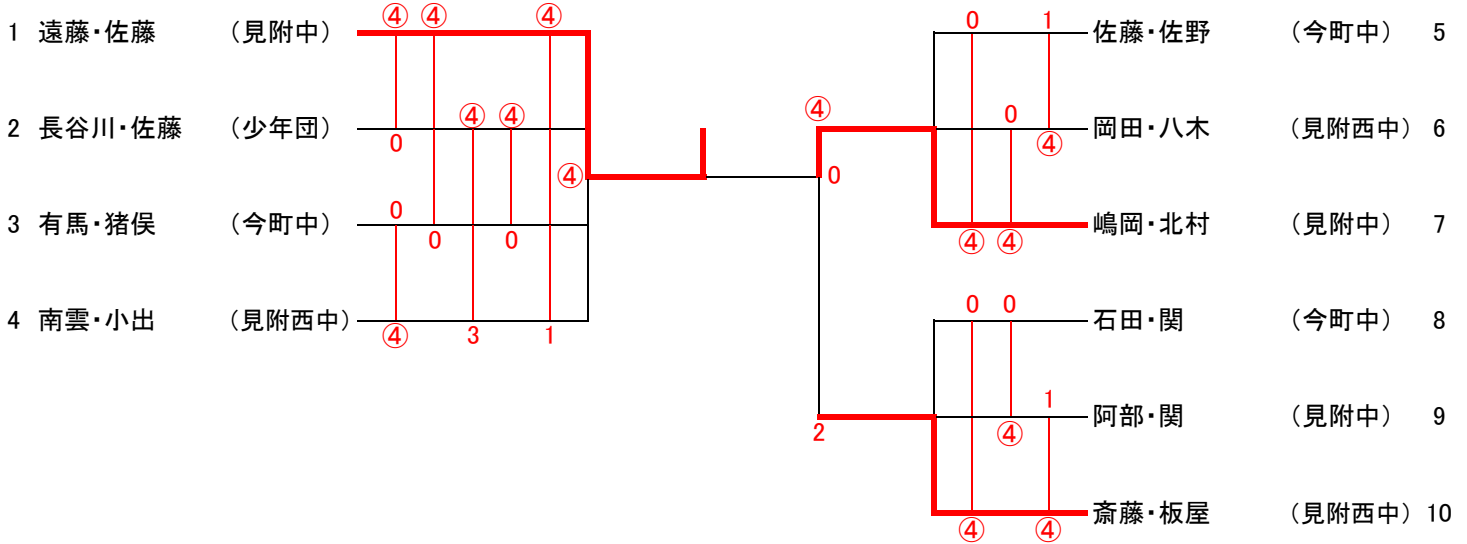 ④ ④ ④
1 遠藤・佐藤 （見附中）
④ ④
2 長谷川・佐藤 （少年団）
0
④
0
3 有馬・猪俣 （今町中）
0 0
4 南雲・小出 （見附西中）
④ 3 1
0 1
佐藤・佐野 （今町中） 5
④ 0
岡田・八木 （見附西中） 6
④
0
嶋岡・北村 （見附中） 7
④ ④
0 0
石田・関 （今町中） 8
1
阿部・関 （見附中） 9
2 ④
斎藤・板屋 （見附西中） 10
④ ④